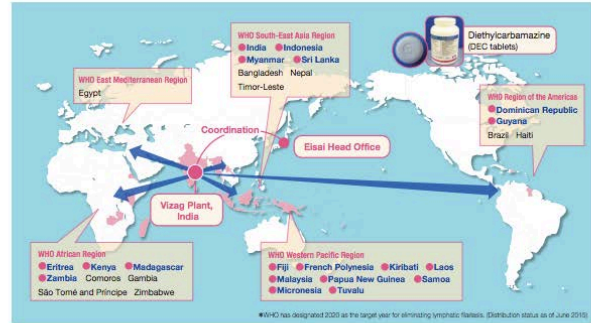 WHO South-East Asia Region
India Indonesia
Myanmar Sri Lanka
Bangladesh Nepal
Timor-Leste
Diethylcarbamazine
(DEC tablets)
WHO East Mediterranean Region
Egypt
WHO Region of the Americas
Dominican Republic
Guyana
Brazil Haiti
Coordination
Eisai Head Office
Vizag Plant,
India
WHO African Region
Eritrea Kenya Madagascar
Zambia Comoros Gambia
São Tomé and Príncipe Zimbabwe
WHO Western Pacific Region
Fiji French Polynesia Kiribati Laos
Malaysia Papua New Guinea Samoa
Micronesia Tuvalu
✱WHO has designated 2020 as the target year for eliminating lymphatic filariasis. (Distribution status as of June 2015)